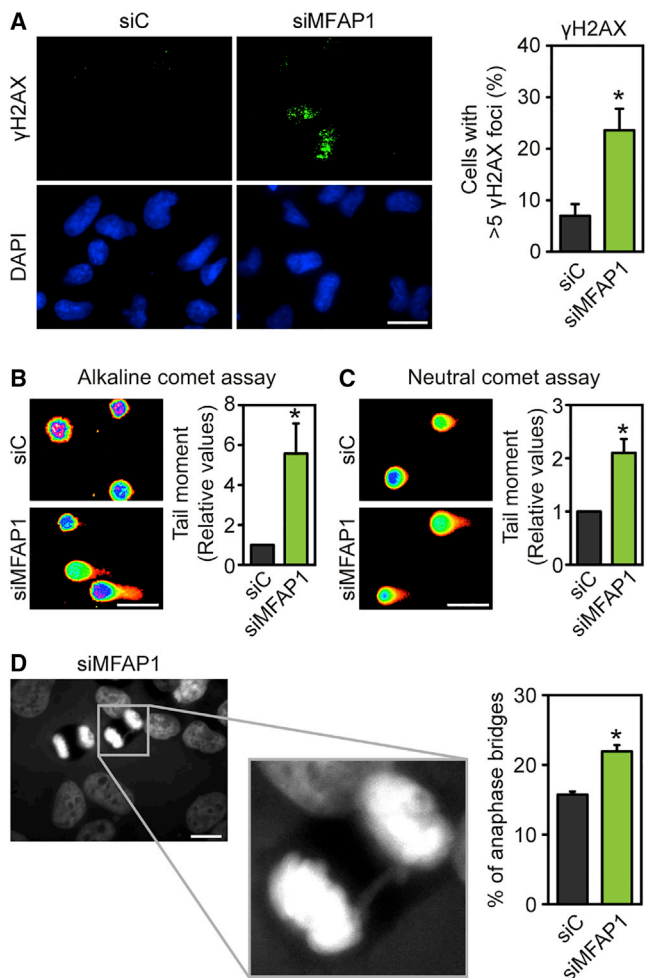 A
siC
siMFAP1
γH2AX
DAPI
γH2AX
Cells with
>5 γH2AX foci (%)
40
30
20
10
0
*
siC
siMFAP1
B
Alkaline comet assay
siC
siMFAP1
Tail moment
(Relative values)
8
6
4
2
0
*
siC
siMFAP1
C
Neutral comet assay
siC
siMFAP1
Tail moment
(Relative values)
3
2
1
0
*
siC
siMFAP1
D
siMFAP1
% of anaphase bridges
30
20
10
0
*
siC
siMFAP1